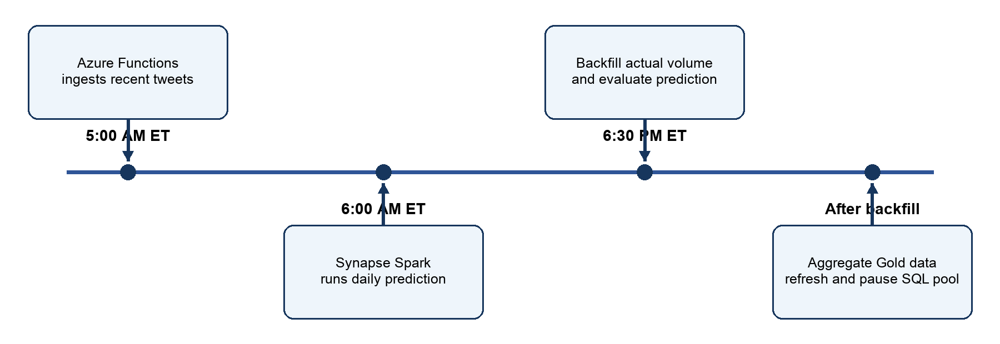 Azure Functions
ingests recent tweets
5:00 AM ET
6:00 AM ET
Synapse Spark
runs daily prediction
Backfill actual volume
and evaluate prediction
6:30 PM ET
After backfill
Aggregate Gold data
refresh and pause SQL pool